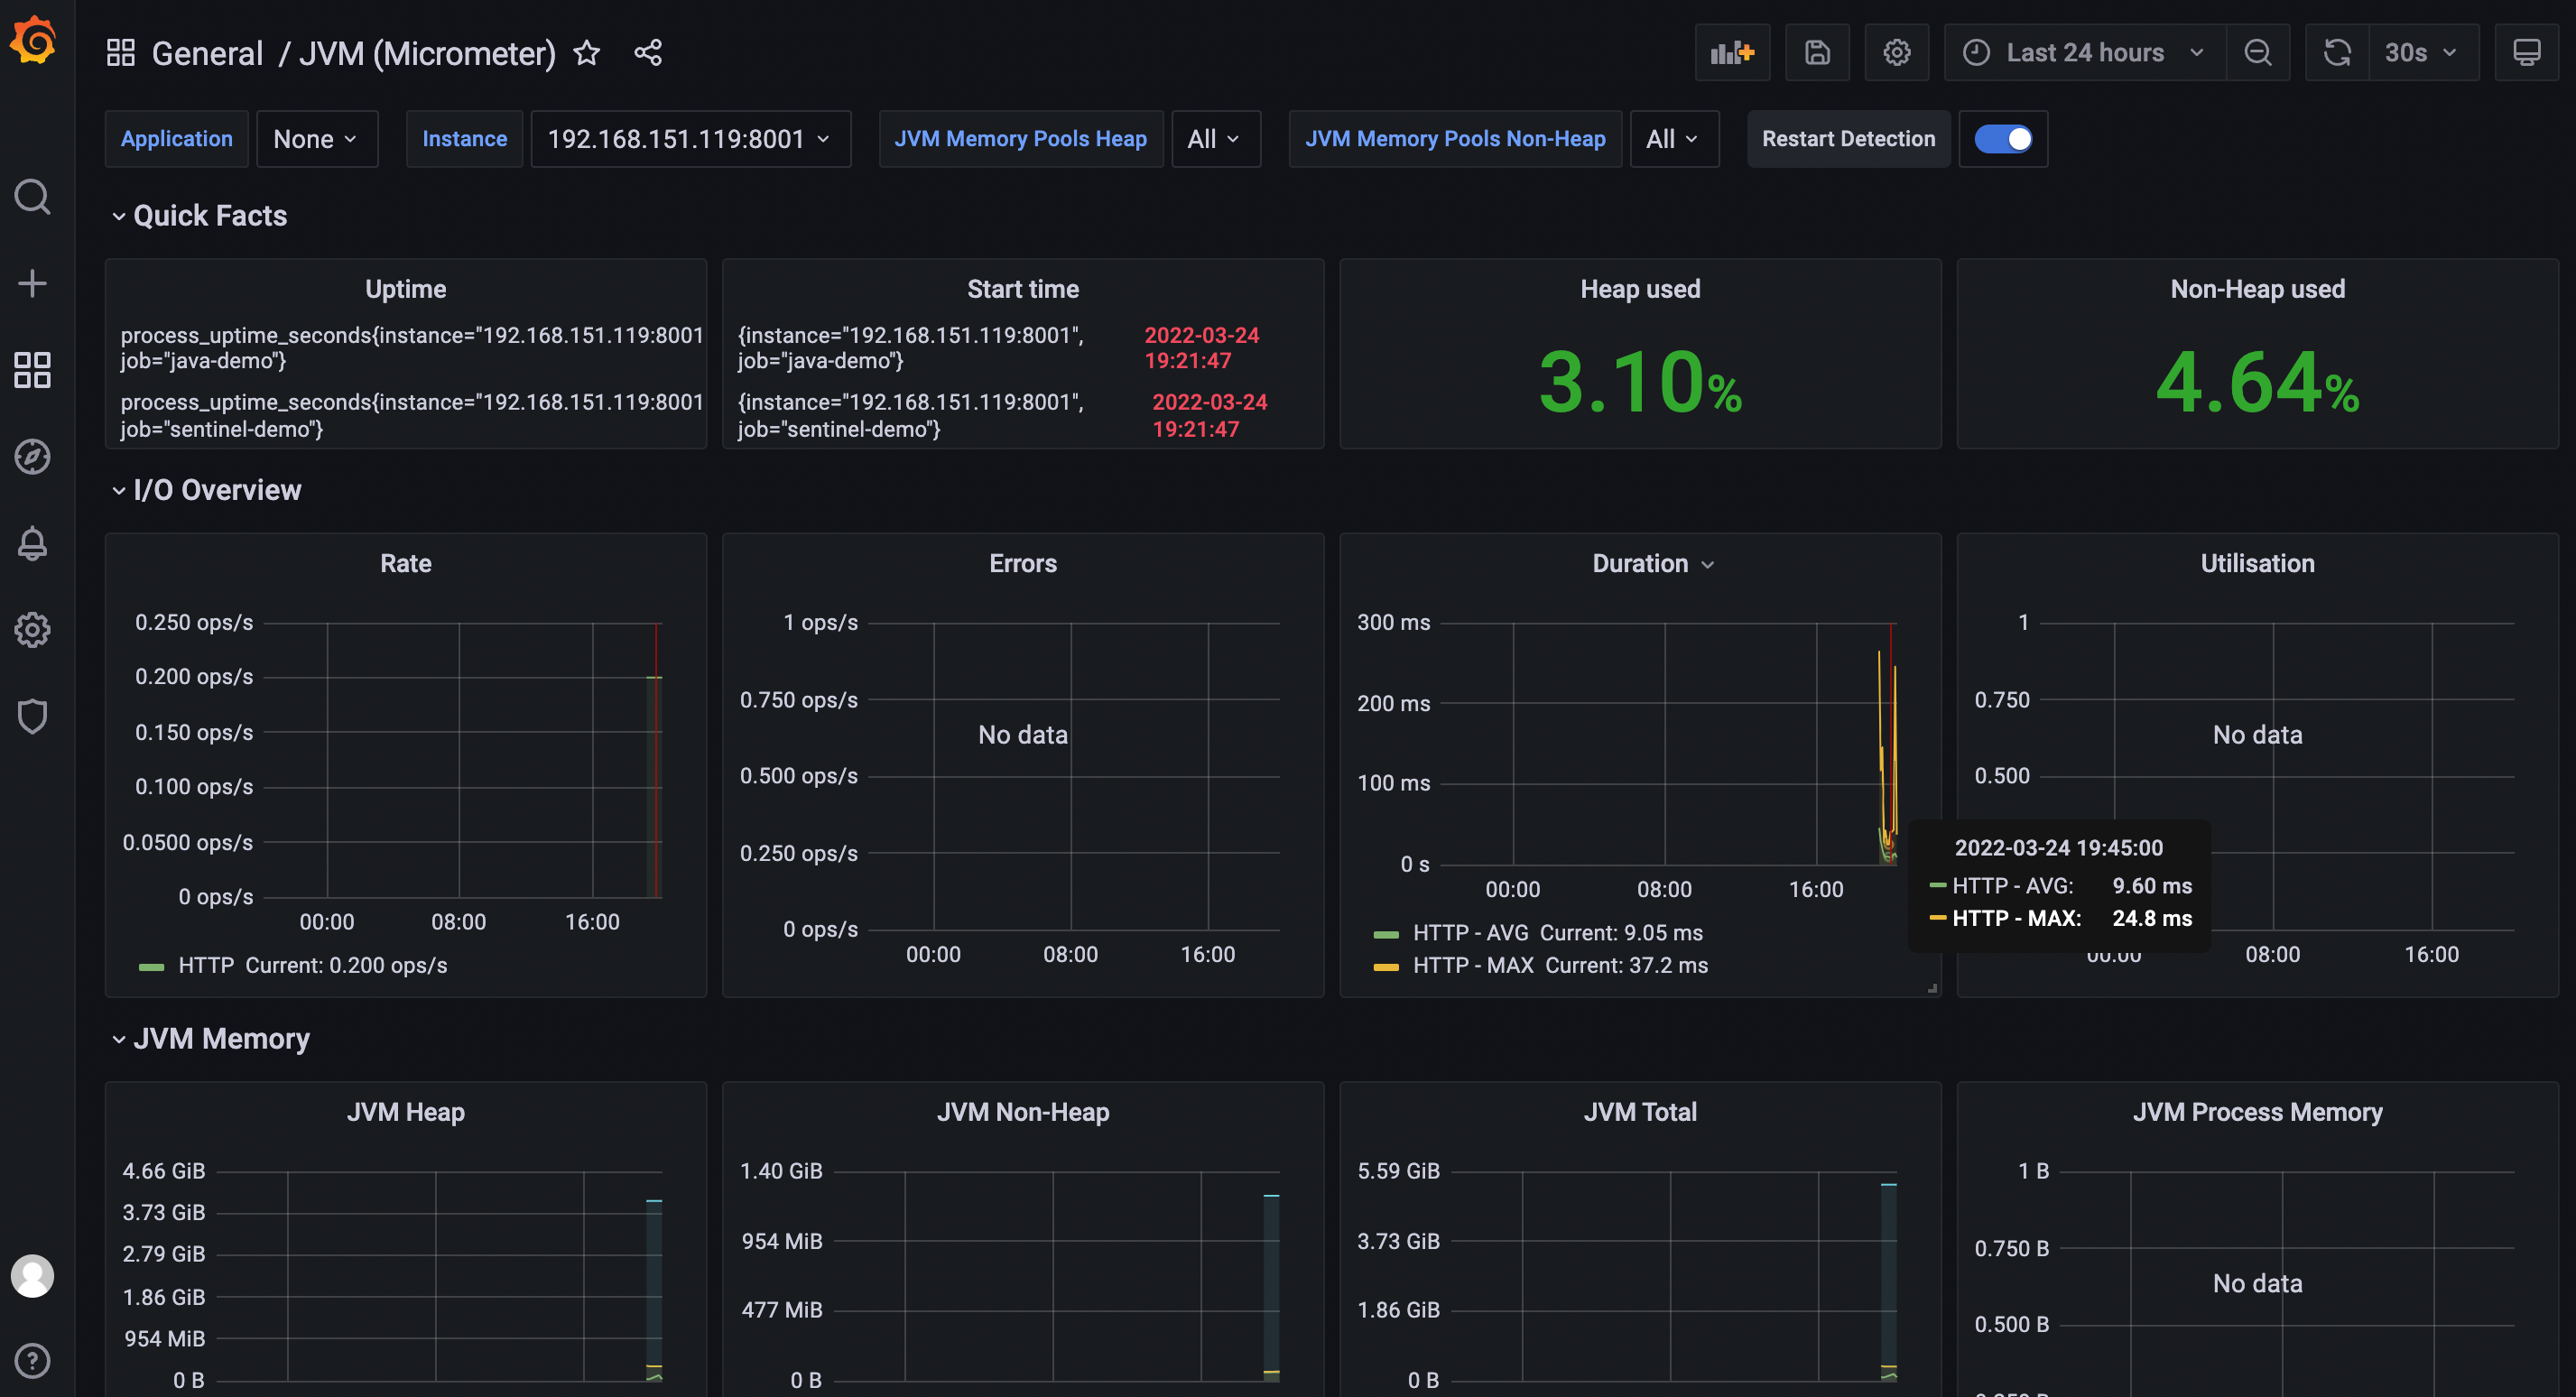 General / JVM (Micrometer)
Last 24 hours
30s
Application
None
Instance
192.168.151.119:8001
JVM Memory Pools Heap
All
JVM Memory Pools Non-Heap
All
Restart Detection
Quick Facts
Uptime
process_uptime_seconds{instance="192.168.151.119:8001
job="java-demo"}
process_uptime_seconds{instance="192.168.151.119:8001
job="sentinel-demo"}
Start time
{instance="192.168.151.119:8001",
job="java-demo"}
2022-03-24
19:21:47
{instance="192.168.151.119:8001",
job="sentinel-demo"}
2022-03-24
19:21:47
Heap used
3.10%
Non-Heap used
4.64%
I/O Overview
Rate
0.250 ops/s
0.200 ops/s
0.150 ops/s
0.100 ops/s
0.0500 ops/s
0 ops/s
00:00
08:00
16:00
HTTP Current: 0.200 ops/s
Errors
1 ops/s
0.750 ops/s
0.500 ops/s
0.250 ops/s
0 ops/s
No data
00:00
08:00
16:00
Duration
300 ms
200 ms
100 ms
0 s
00:00
08:00
16:00
HTTP - AVG Current: 9.05 ms
HTTP - MAX Current: 37.2 ms
2022-03-24 19:45:00
HTTP - AVG: 9.60 ms
HTTP - MAX: 24.8 ms
Utilisation
1
0.750
0.500
No data
00:00
08:00
16:00
JVM Memory
JVM Heap
4.66 GiB
3.73 GiB
2.79 GiB
1.86 GiB
954 MiB
0 B
JVM Non-Heap
1.40 GiB
954 MiB
477 MiB
0 B
JVM Total
5.59 GiB
3.73 GiB
1.86 GiB
0 B
JVM Process Memory
1 B
0.750 B
0.500 B
No data